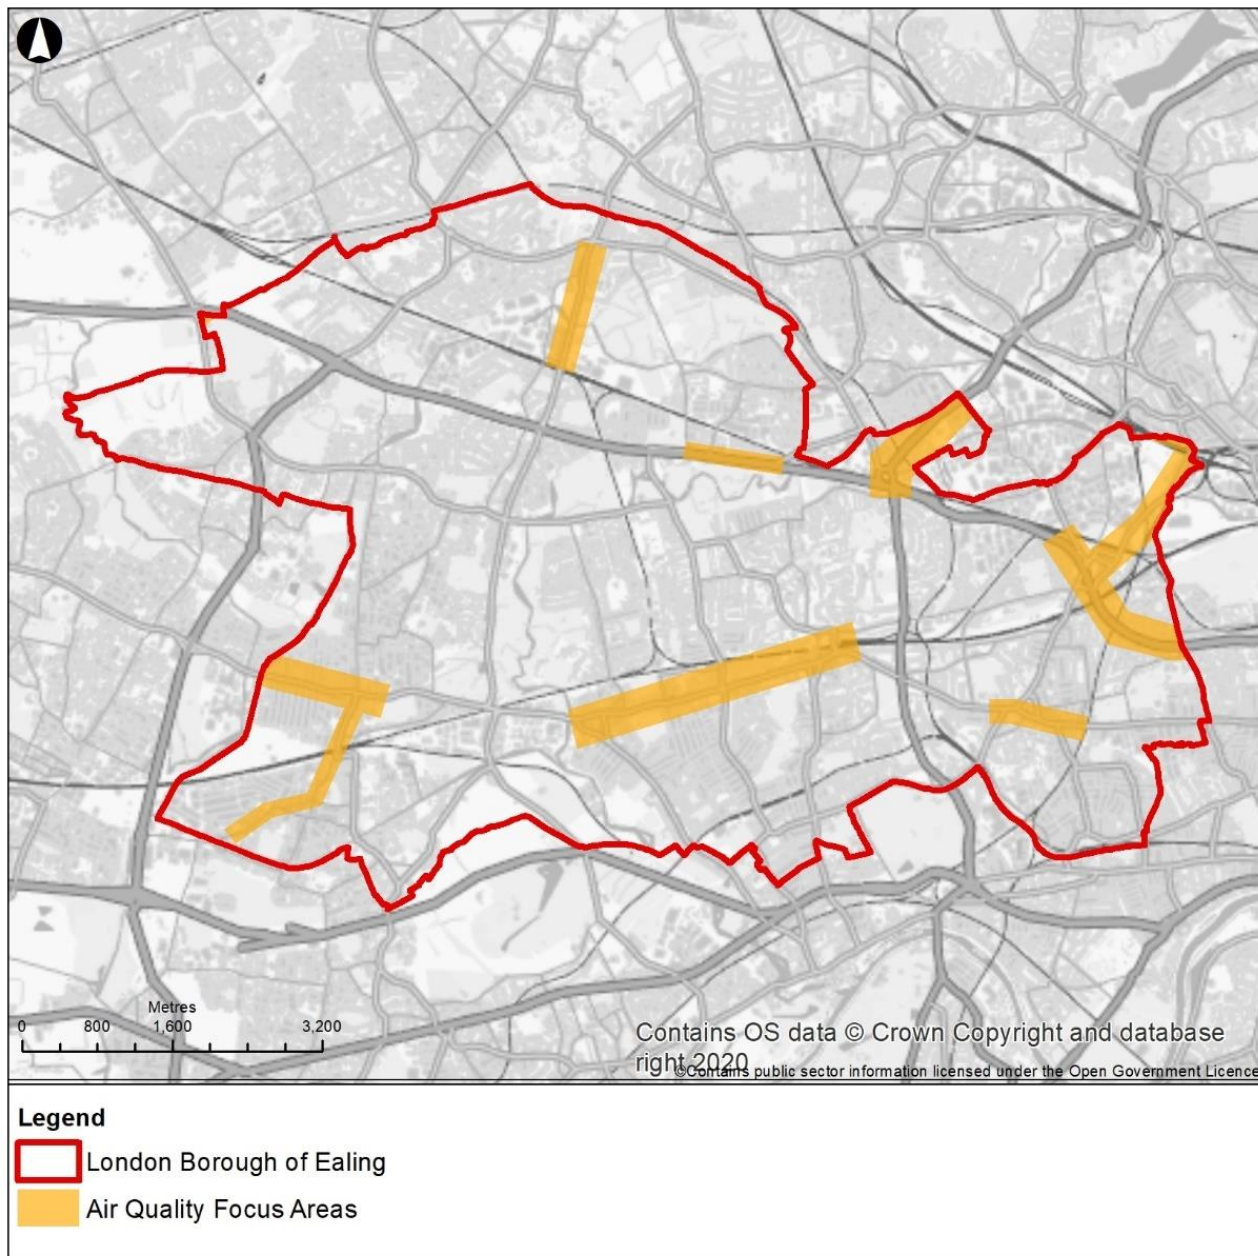 Metres
0 800 1,600 3,200
Contains OS data © Crown Copyright and database
right 2020
©Contains public sector information licensed under the Open Government Licence
Legend
London Borough of Ealing
Air Quality Focus Areas